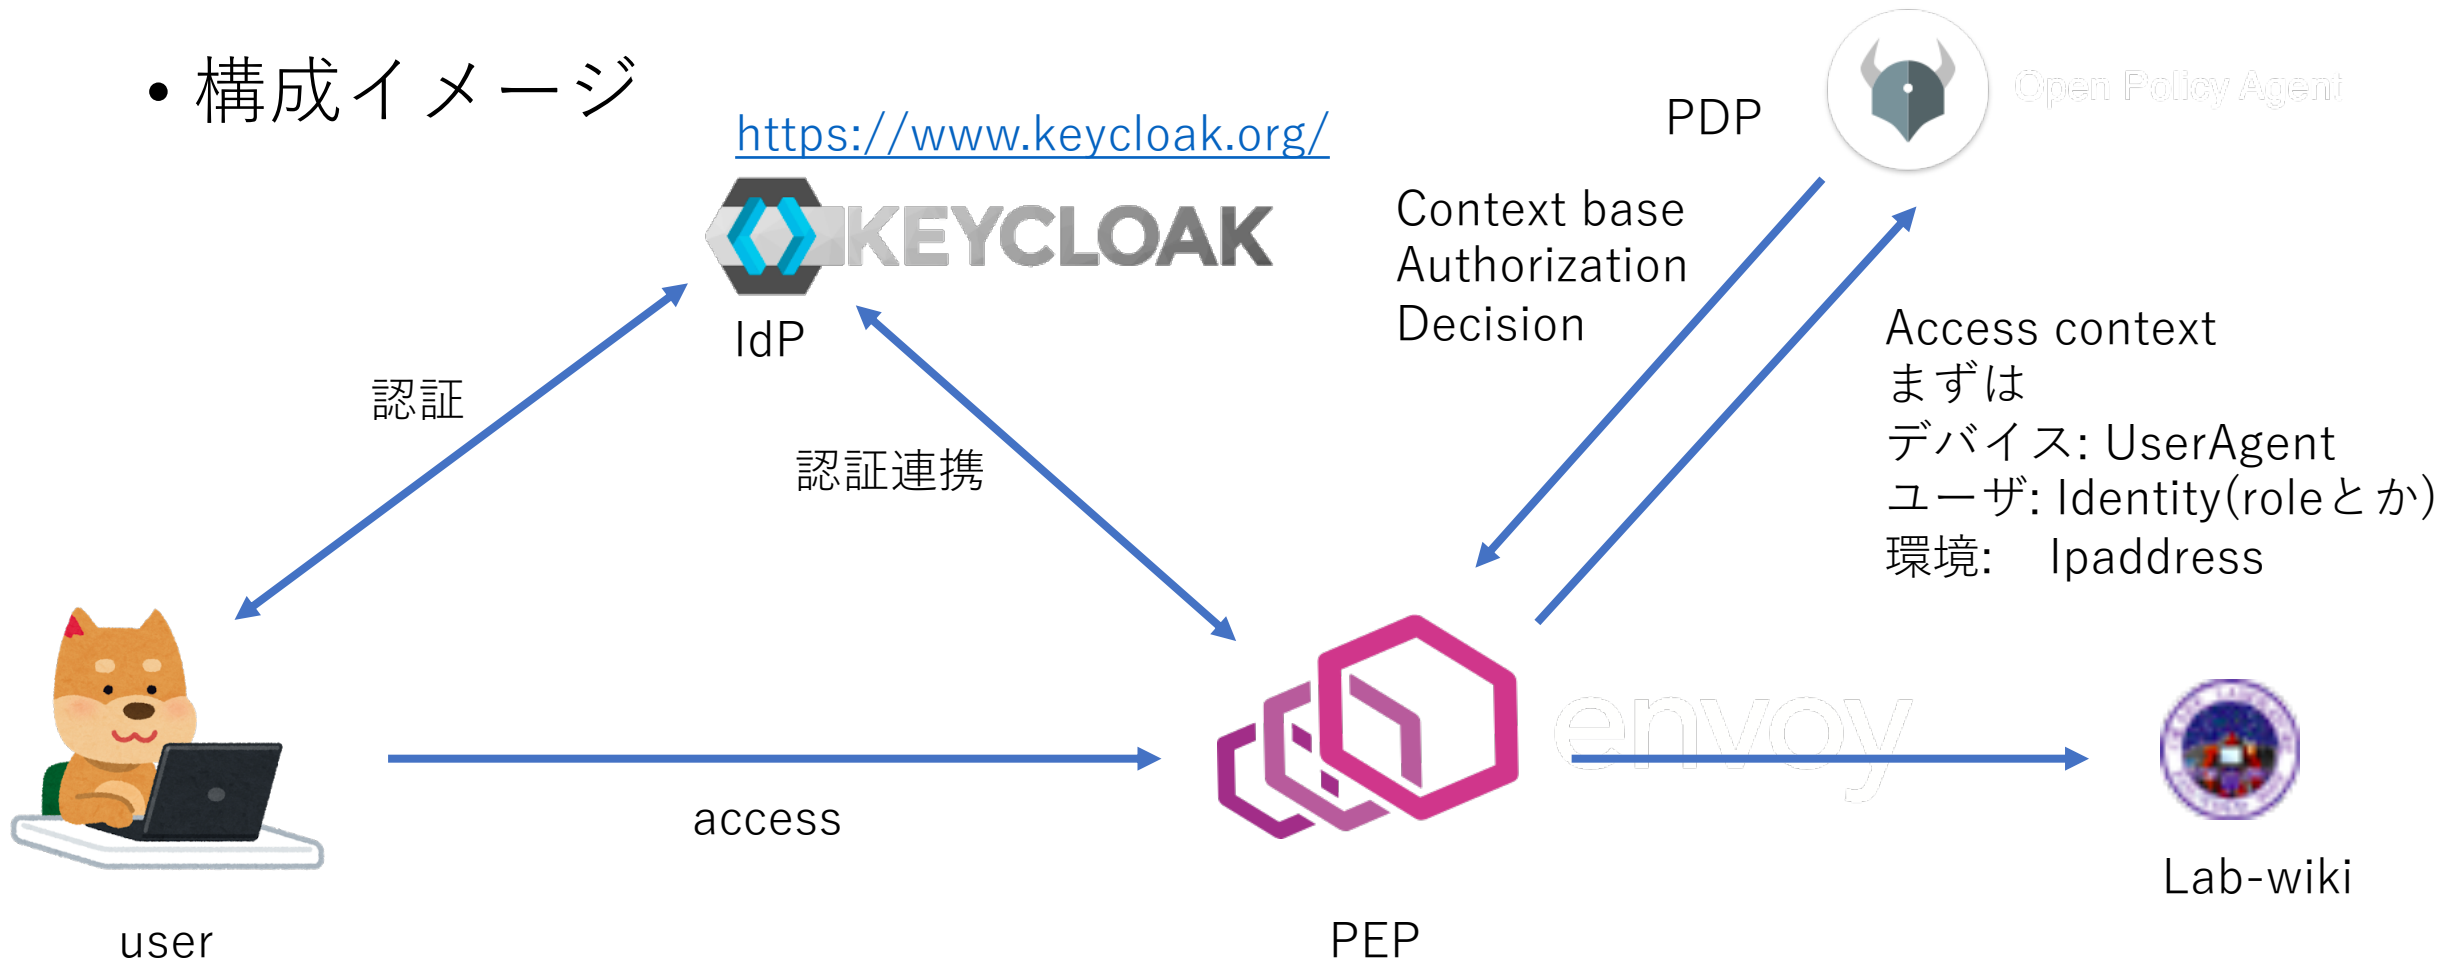 • 構成イメージ
https://www.keycloak.org/
KEYCLOAK
IdP
PDP
Open Policy Agent
Context base
Authorization
Decision
Access context
まずは
デバイス: UserAgent
ユーザ: Identity(roleとか)
環境: Ipaddress
認証
認証連携
envoy
access
user
PEP
Lab-wiki